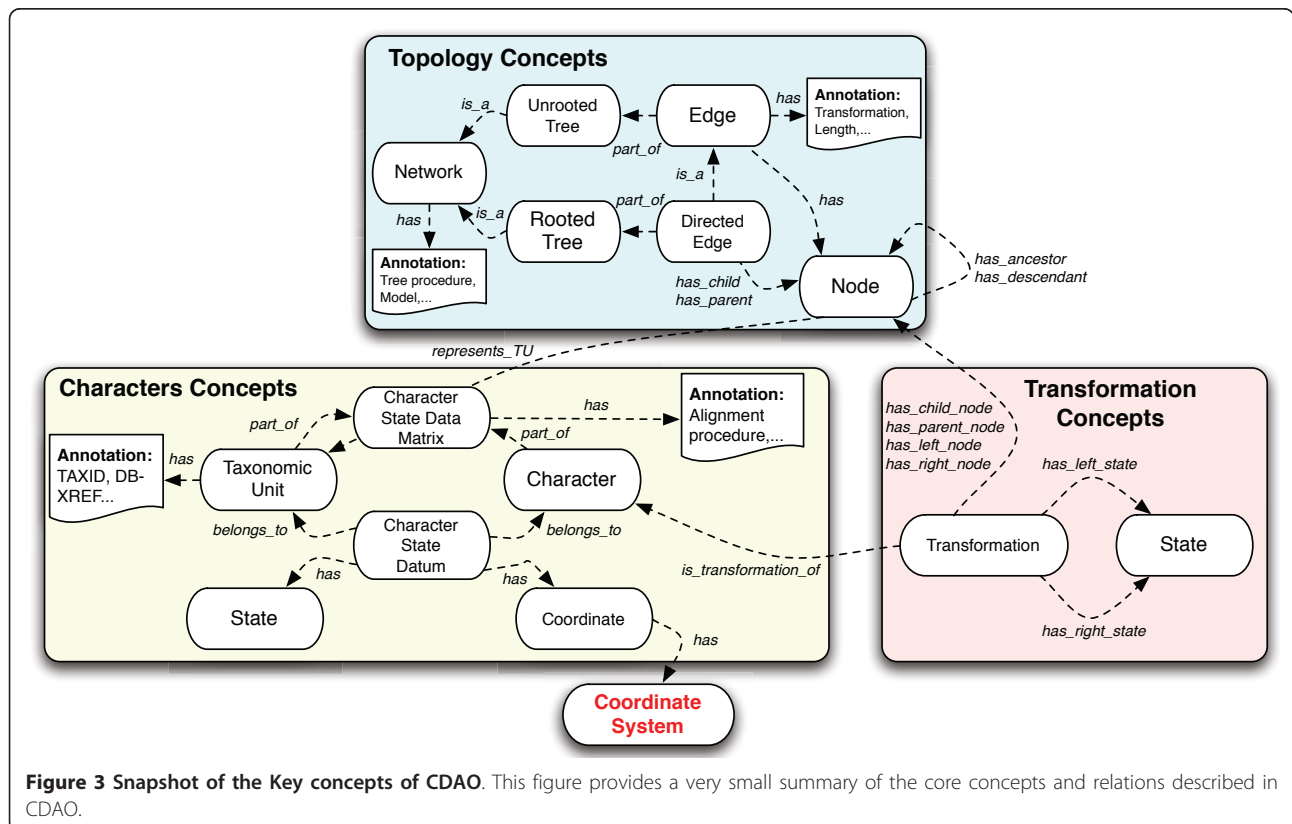 Topology Concepts
Unrooted
Tree
is_a
Edge
has
Annotation:
Transformation,
Length,...
part_of
Network
is_a
has
has
is_a
Rooted
Tree
part_of
Directed
Edge
Annotation:
Tree procedure,
Model,...
has_child
has_parent
Node
has_ancestor
has_descendant
represents_TU
Characters Concepts
Character
State Data
Matrix
has
Annotation:
Alignment
procedure,...
part_of
part_of
Annotation:
TAXID, DB-
XREF...
has
Taxonomic
Unit
Character
belongs_to
Character
State
Datum
belongs_to
has
has
State
Coordinate
has
Coordinate
System
Transformation
Concepts
has_child_node
has_parent_node
has_left_node
has_right_node
has_left_state
Transformation
State
is_transformation_of
has_right_state
Figure 3 Snapshot of the Key concepts of CDAO. This figure provides a very small summary of the core concepts and relations described in
CDAO.